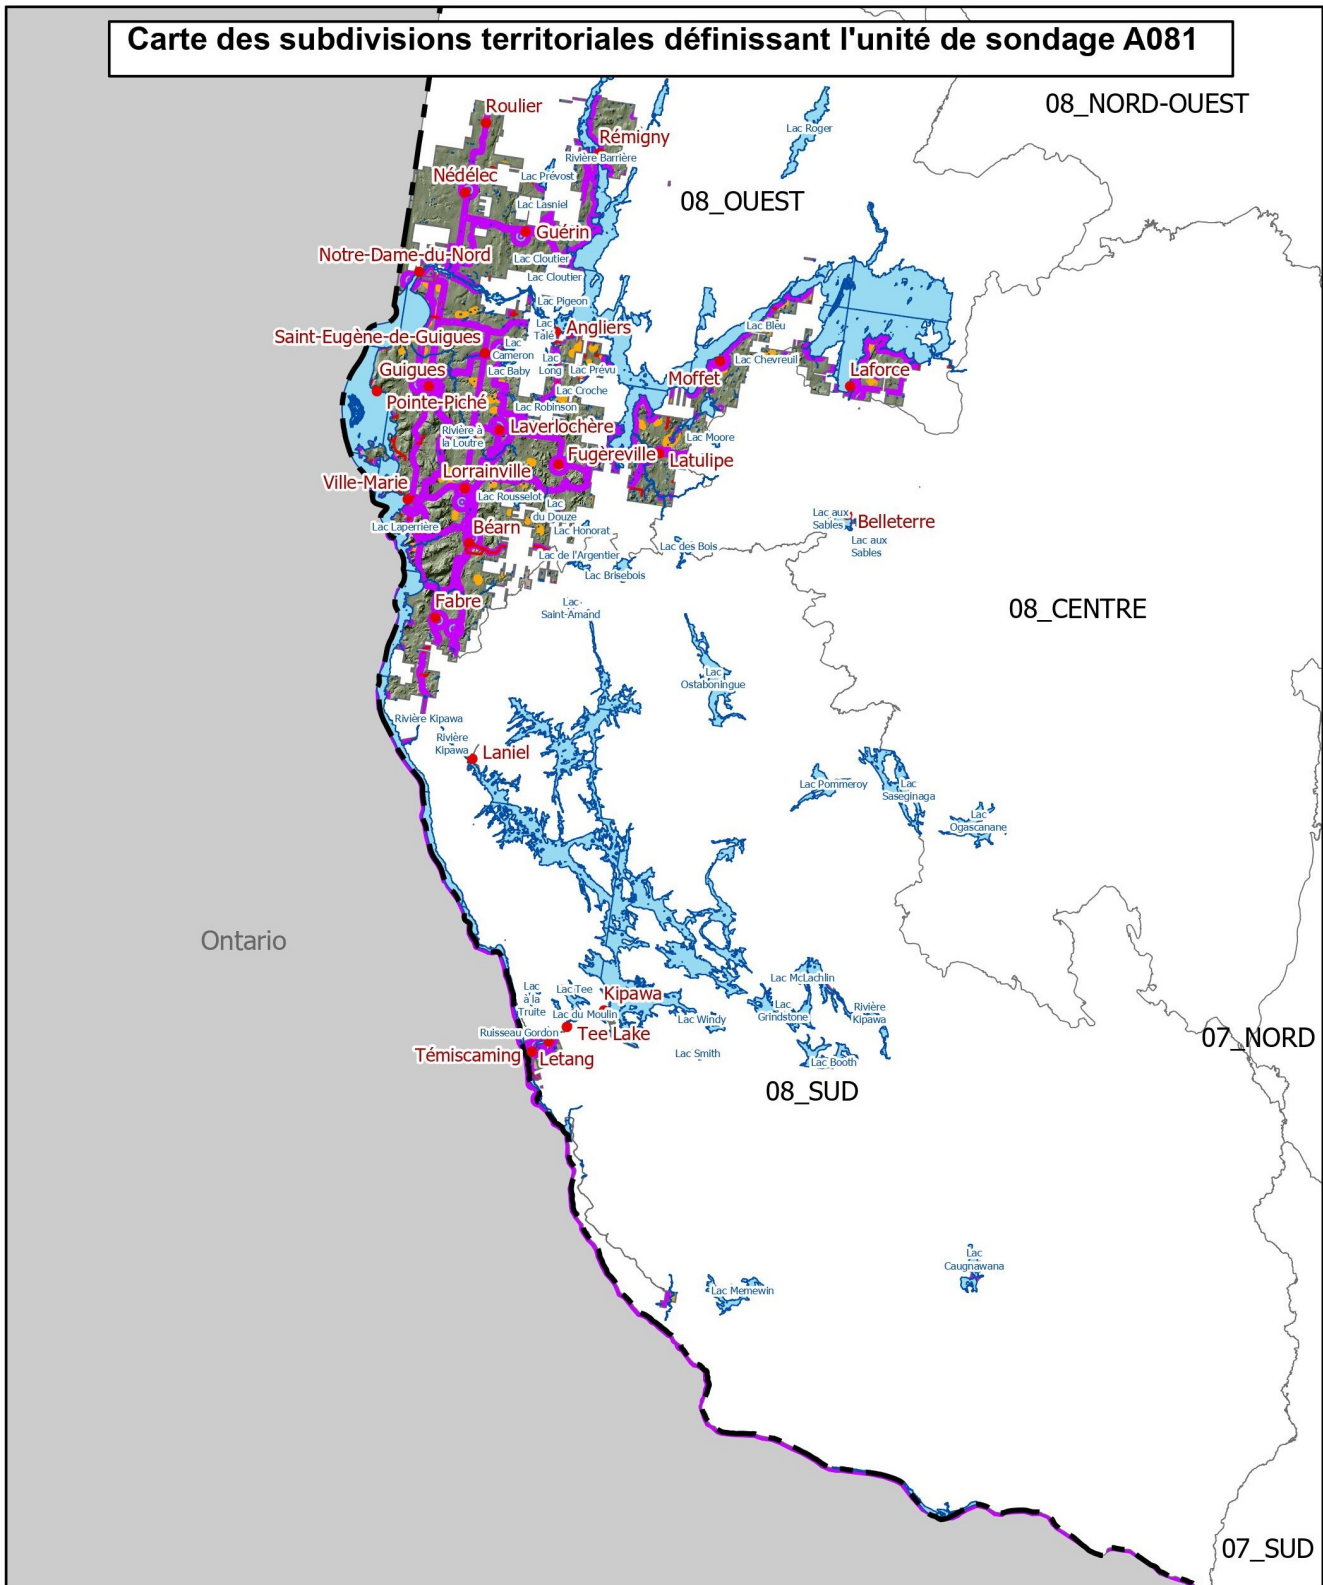 Carte des subdivisions territoriales définissant l'unité de sondage A081
08_NORD-OUEST
Roulier
Lac Roger
Rémigny
Rivière Barrière
Nédélec
Lac Prévost
08_OUEST
Lac Lasniel
Guérin
Notre-Dame-du-Nord
Lac Cloutier
Lac Cloutier
Lac Pigeon
Lac
Talé
Angliers
Lac Bleu
Saint-Eugène-de-Guigues
Lac
Cameron
Lac Chevreuil
Guigues
Lac Baby
Lac
Long
Lac Prévu
Moffet
Laforce
Lac Croche
Pointe-Piché
Lac Robinson
Laverlochère
Rivière à
la Loutre
Lac Moore
Fugèreville
Latulipe
Lorrainville
Ville-Marie
Lac Rousselot
Lac
du Douze
Lac aux
Sables
Belleterre
Lac Laperrière
Béarn
Lac Honorat
Lac aux
Sables
Lac des Bois
Lac de l'Argentier
Lac Brisebois
Fabre
Lac
Saint-Amand
08_CENTRE
Lac
Ostaboningue
Rivière Kipawa
Rivière
Kipawa
Laniel
Lac Pommeroy
Lac
Saseginaga
Lac
Ogascanane
Ontario
Lac McLachlin
Lac
à la
Truite
Lac Tee
Kipawa
Lac du Moulin
Lac
Grindstone
Rivière
Kipawa
Lac Windy
Ruisseau Gordon
Tee Lake
07_NORD
Témiscaming
Letang
Lac Smith
Lac Booth
08_SUD
Lac
Caugnawana
Lac Memewin
07_SUD